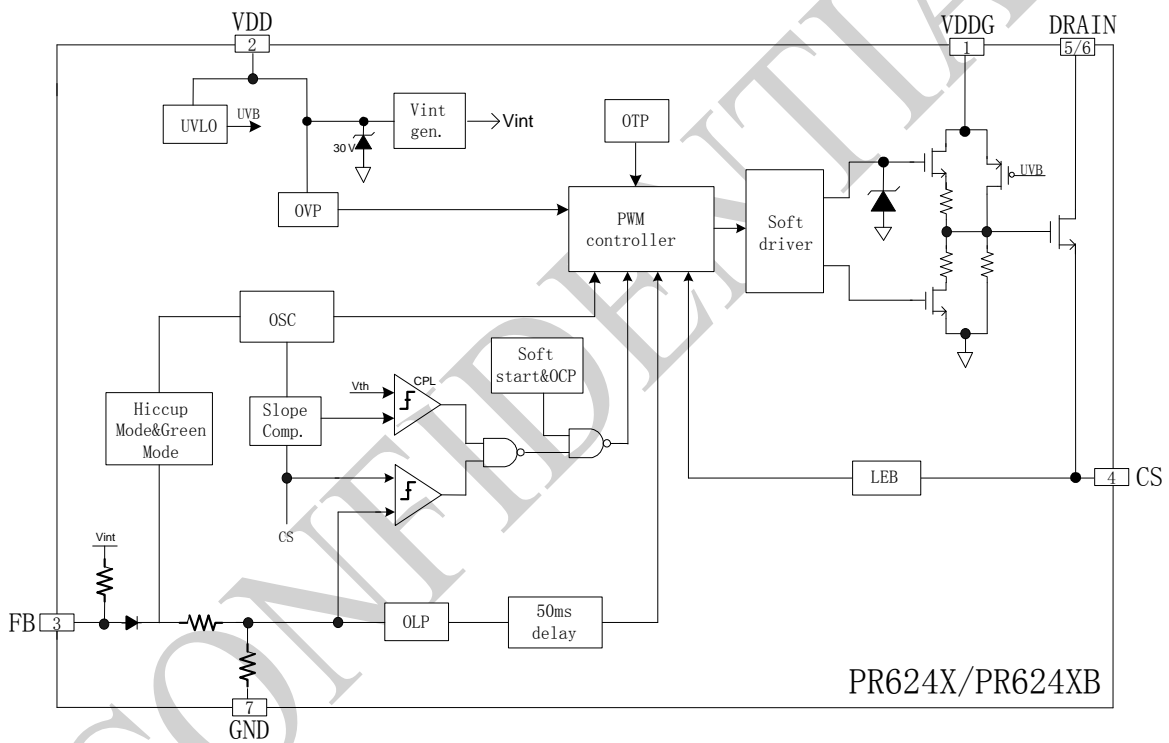 VDD
2
VDDG
1
DRAIN
5/6
UVLO
UVB
30V
Vint
gen.
Vint
OTP
OVP
PWM
controller
Soft
driver
UVB
OSC
Soft
start&OCP
Vth
CPL
Hiccup
Mode&Green
Mode
Slope
Comp.
LEB
4
CS
CS
Vint
FB
3
OLP
50ms
delay
PR624X/PR624XB
7
GND
CONFIDENTIA